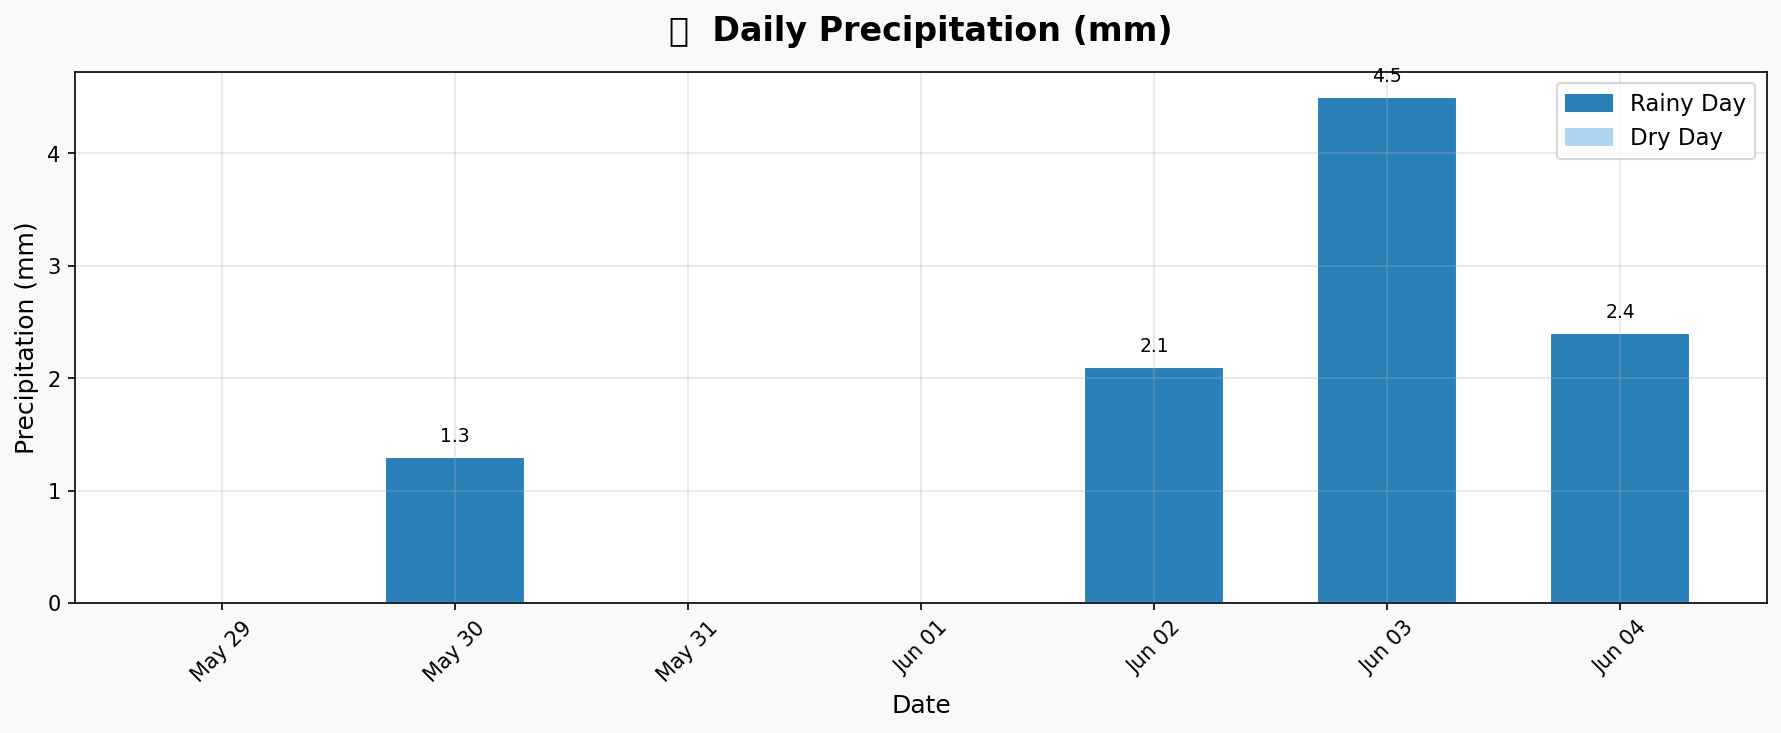 Daily Precipitation (mm)
4.5
Rainy Day
Dry Day
4
3
2.4
2.1
2
1.3
1
0
Precipitation (mm)
May 29
May 30
May 31
Jun 01
Jun 02
Jun 03
Jun 04
Date